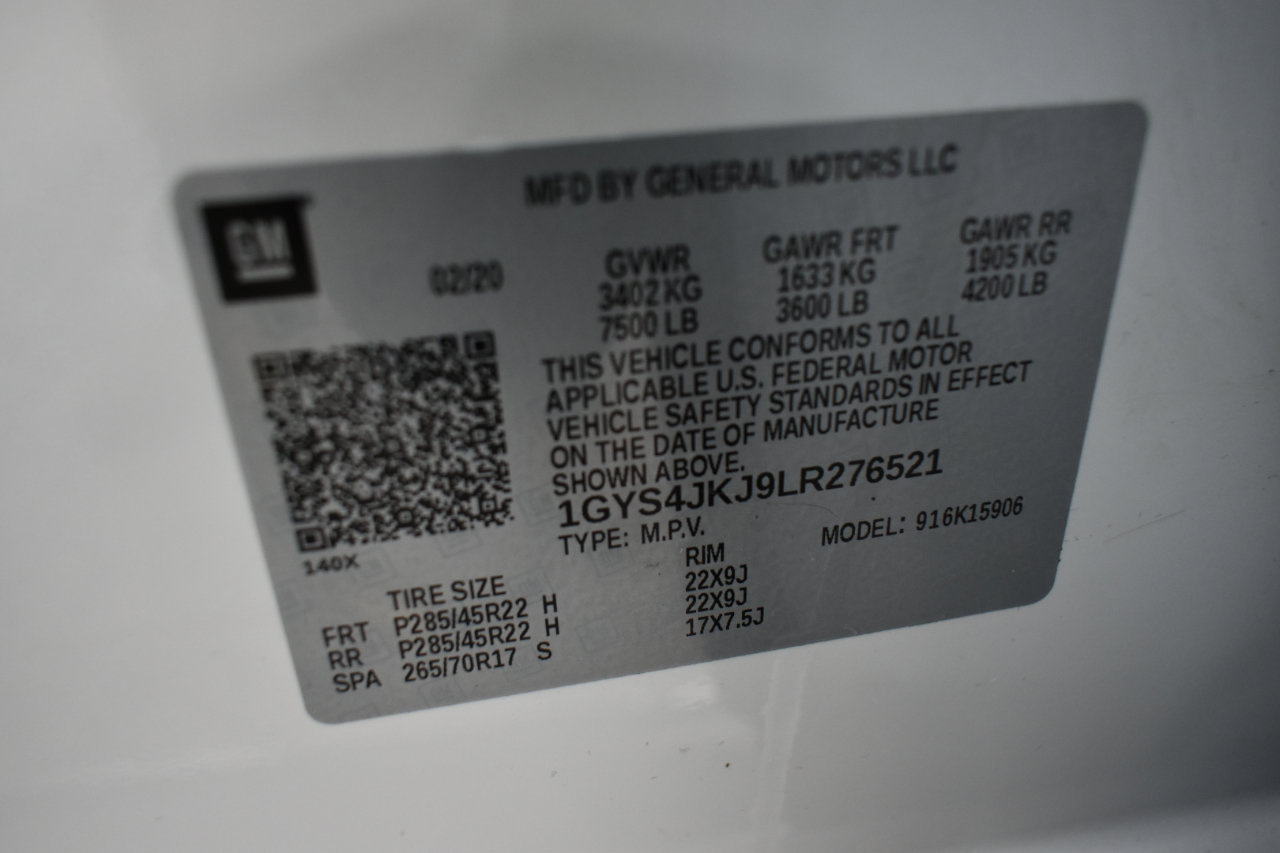 MFD BY GENERAL MOTORS LLC
GM
02/20
GVWR GAWR FRT GAWR RR
3402 KG 1633 KG 1905 KG
7500 LB 3600 LB 4200 LB
THIS VEHICLE CONFORMS TO ALL
APPLICABLE U.S. FEDERAL MOTOR
VEHICLE SAFETY STANDARDS IN EFFECT
ON THE DATE OF MANUFACTURE
SHOWN ABOVE.
1GYS4JKJ9LR276521
TYPE: M.P.V. MODEL: 916K15906
140X
TIRE SIZE RIM
FRT P285/45R22 H 22X9J
RR P285/45R22 H 22X9J
SPA 265/70R17 S 17X7.5J